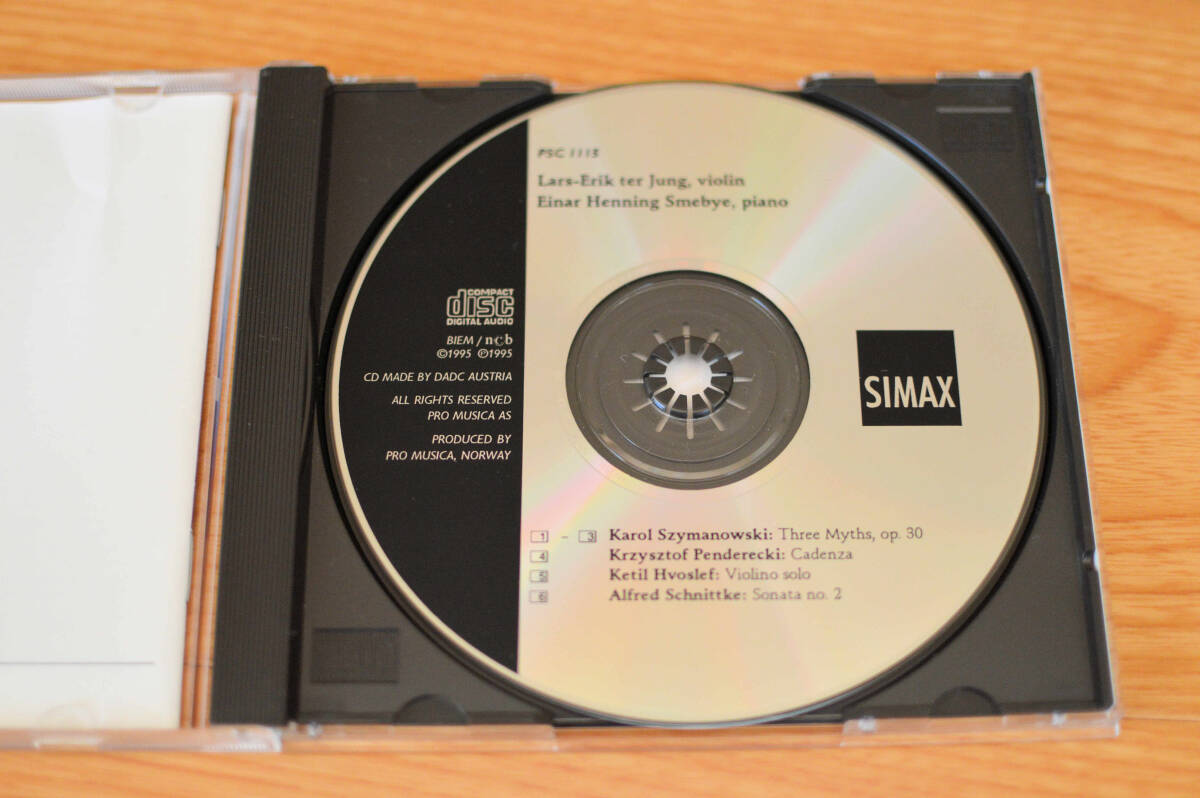 PSC 1115
Lars-Erik ter Jung, violin
Einar Henning Smebye, piano
COMPACT
disc
DIGITAL AUDIO
BIEM / ncb
©1995 ℗1995
CD MADE BY DADC AUSTRIA
ALL RIGHTS RESERVED
PRO MUSICA AS
PRODUCED BY
PRO MUSICA, NORWAY
SIMAX
1 - 3 Karol Szymanowski: Three Myths, op. 30
4 Krzysztof Penderecki: Cadenza
5 Ketil Hvoslef: Violino solo
6 Alfred Schnittke: Sonata no. 2